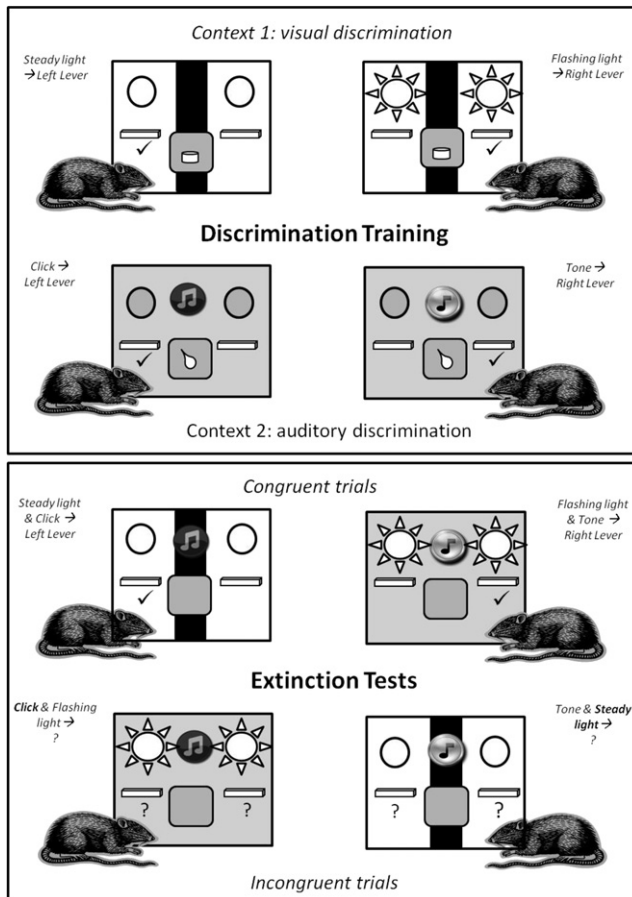 Context 1: visual discrimination
Steady light
→Left Lever
Flashing light
→Right Lever
Discrimination Training
Click →
Left Lever
Tone →
Right Lever
Context 2: auditory discrimination
Congruent trials
Steady light
& Click →
Left Lever
Flashing light
& Tone →
Right Lever
Extinction Tests
Click & Flashing
light →
?
Tone & Steady
light→
?
? ? ? ?
Incongruent trials